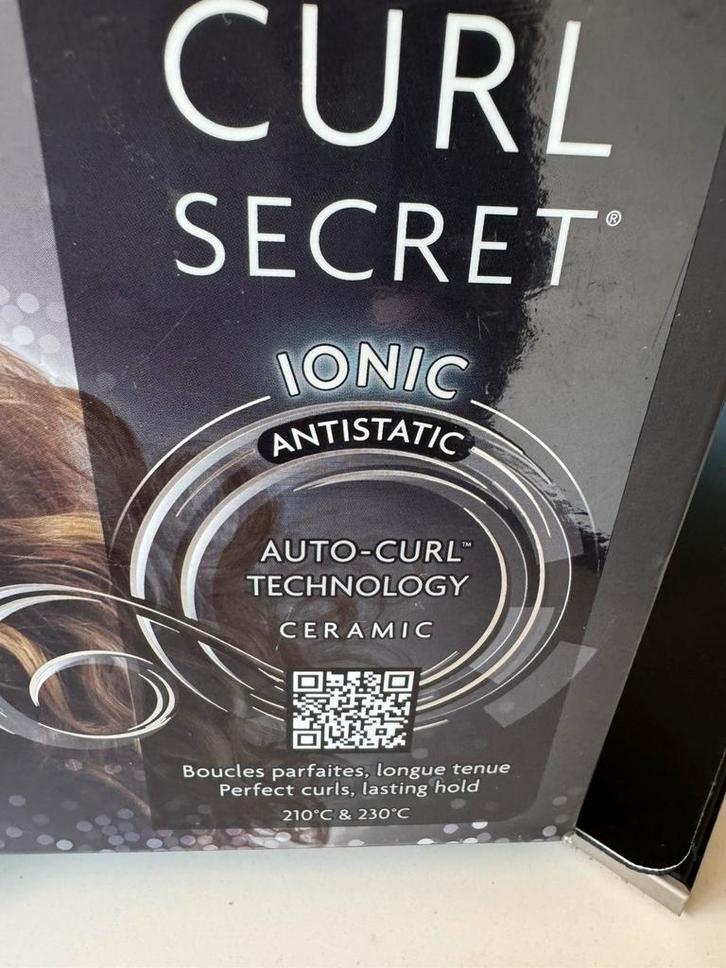 CURL
SECRET®
IONIC
ANTISTATIC
AUTO-CURL™
TECHNOLOGY
CERAMIC
Boucles parfaites, longue tenue
Perfect curls, lasting hold
210°C & 230°C